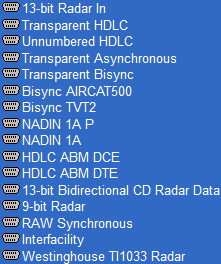 13-bit Radar In
Transparent HDLC
Unnumbered HDLC
Transparent Asynchronous
Transparent Bisync
Bisync AIRCAT500
Bisync TVT2
NADIN 1A P
NADIN 1A
HDLC ABM DCE
HDLC ABM DTE
13-bit Bidirectional CD Radar Data
9-bit Radar
RAW Synchronous
Interfacility
Westinghouse TI1033 Radar